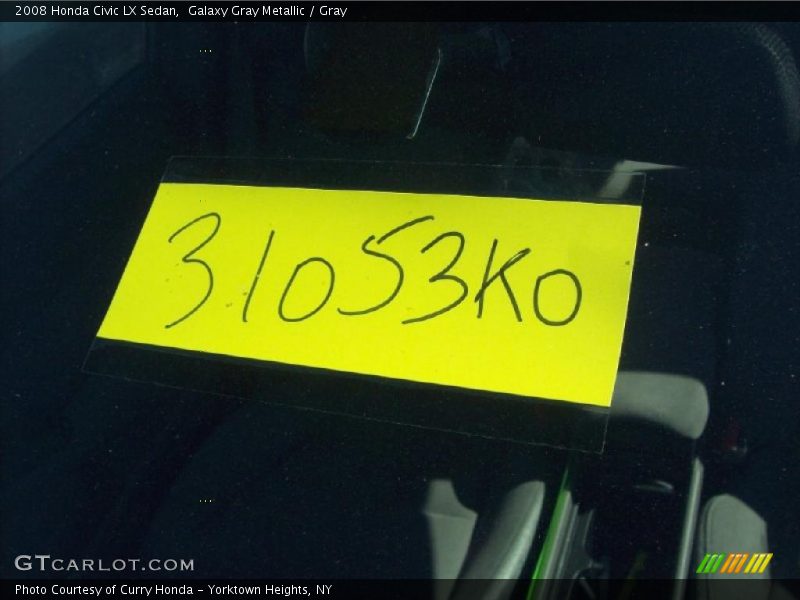 2008 Honda Civic LX Sedan,  Galaxy Gray Metallic / Gray
31053KO
GTCARLOT.COM
Photo Courtesy of Curry Honda - Yorktown Heights, NY